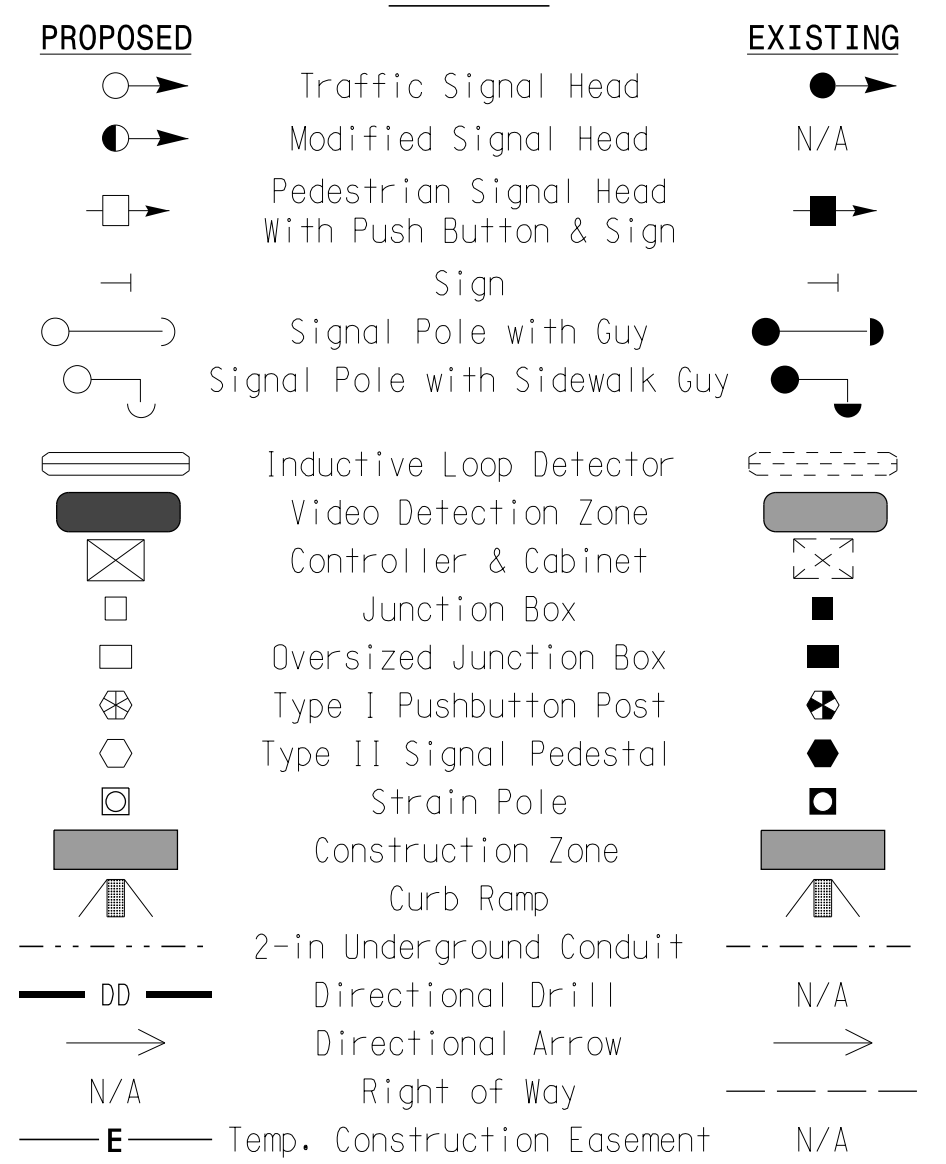 PROPOSED EXISTING
Traffic Signal Head
Modified Signal Head N/A
Pedestrian Signal Head
With Push Button & Sign
Sign
Signal Pole with Guy
Signal Pole with Sidewalk Guy
Inductive Loop Detector
Video Detection Zone
Controller & Cabinet
Junction Box
Oversized Junction Box
Type I Pushbutton Post
Type II Signal Pedestal
Strain Pole
Construction Zone
Curb Ramp
2-in Underground Conduit
DD Directional Drill N/A
Directional Arrow
N/A Right of Way
E Temp. Construction Easement N/A